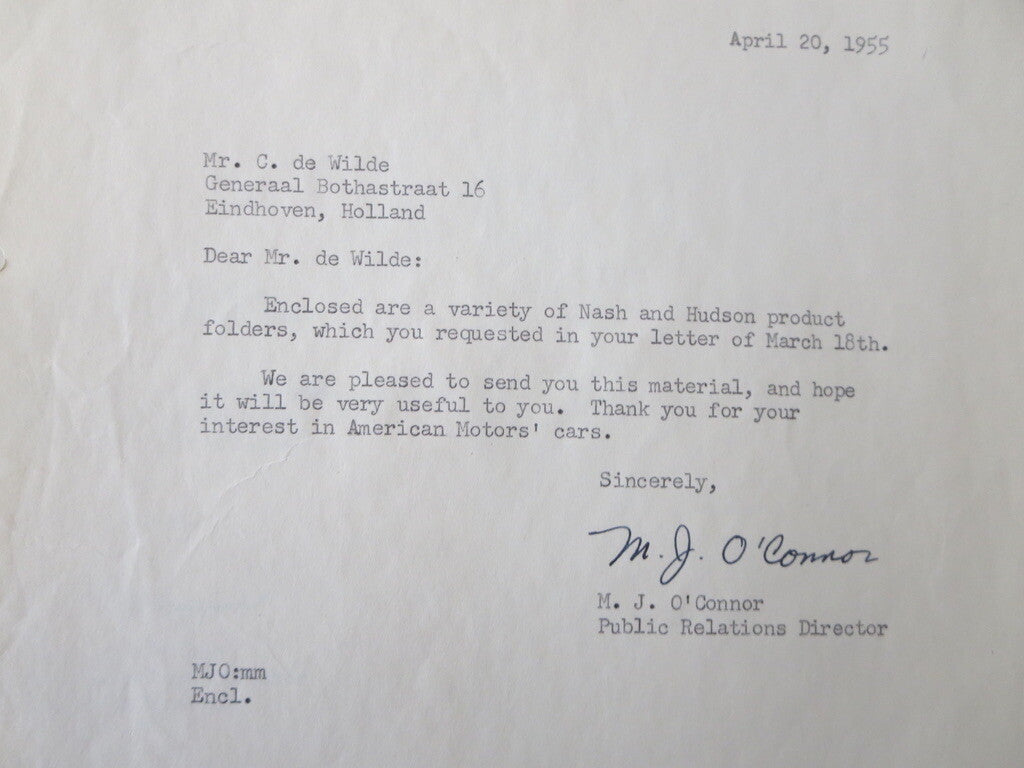 April 20, 1955
Mr. C. de Wilde
Generaal Bothastraat 16
Eindhoven, Holland
Dear Mr. de Wilde:
Enclosed are a variety of Nash and Hudson product
folders, which you requested in your letter of March 18th.
We are pleased to send you this material, and hope
it will be very useful to you. Thank you for your
interest in American Motors' cars.
Sincerely,
M. J. O'Connor
M. J. O'Connor
Public Relations Director
MJO:mm
Encl.